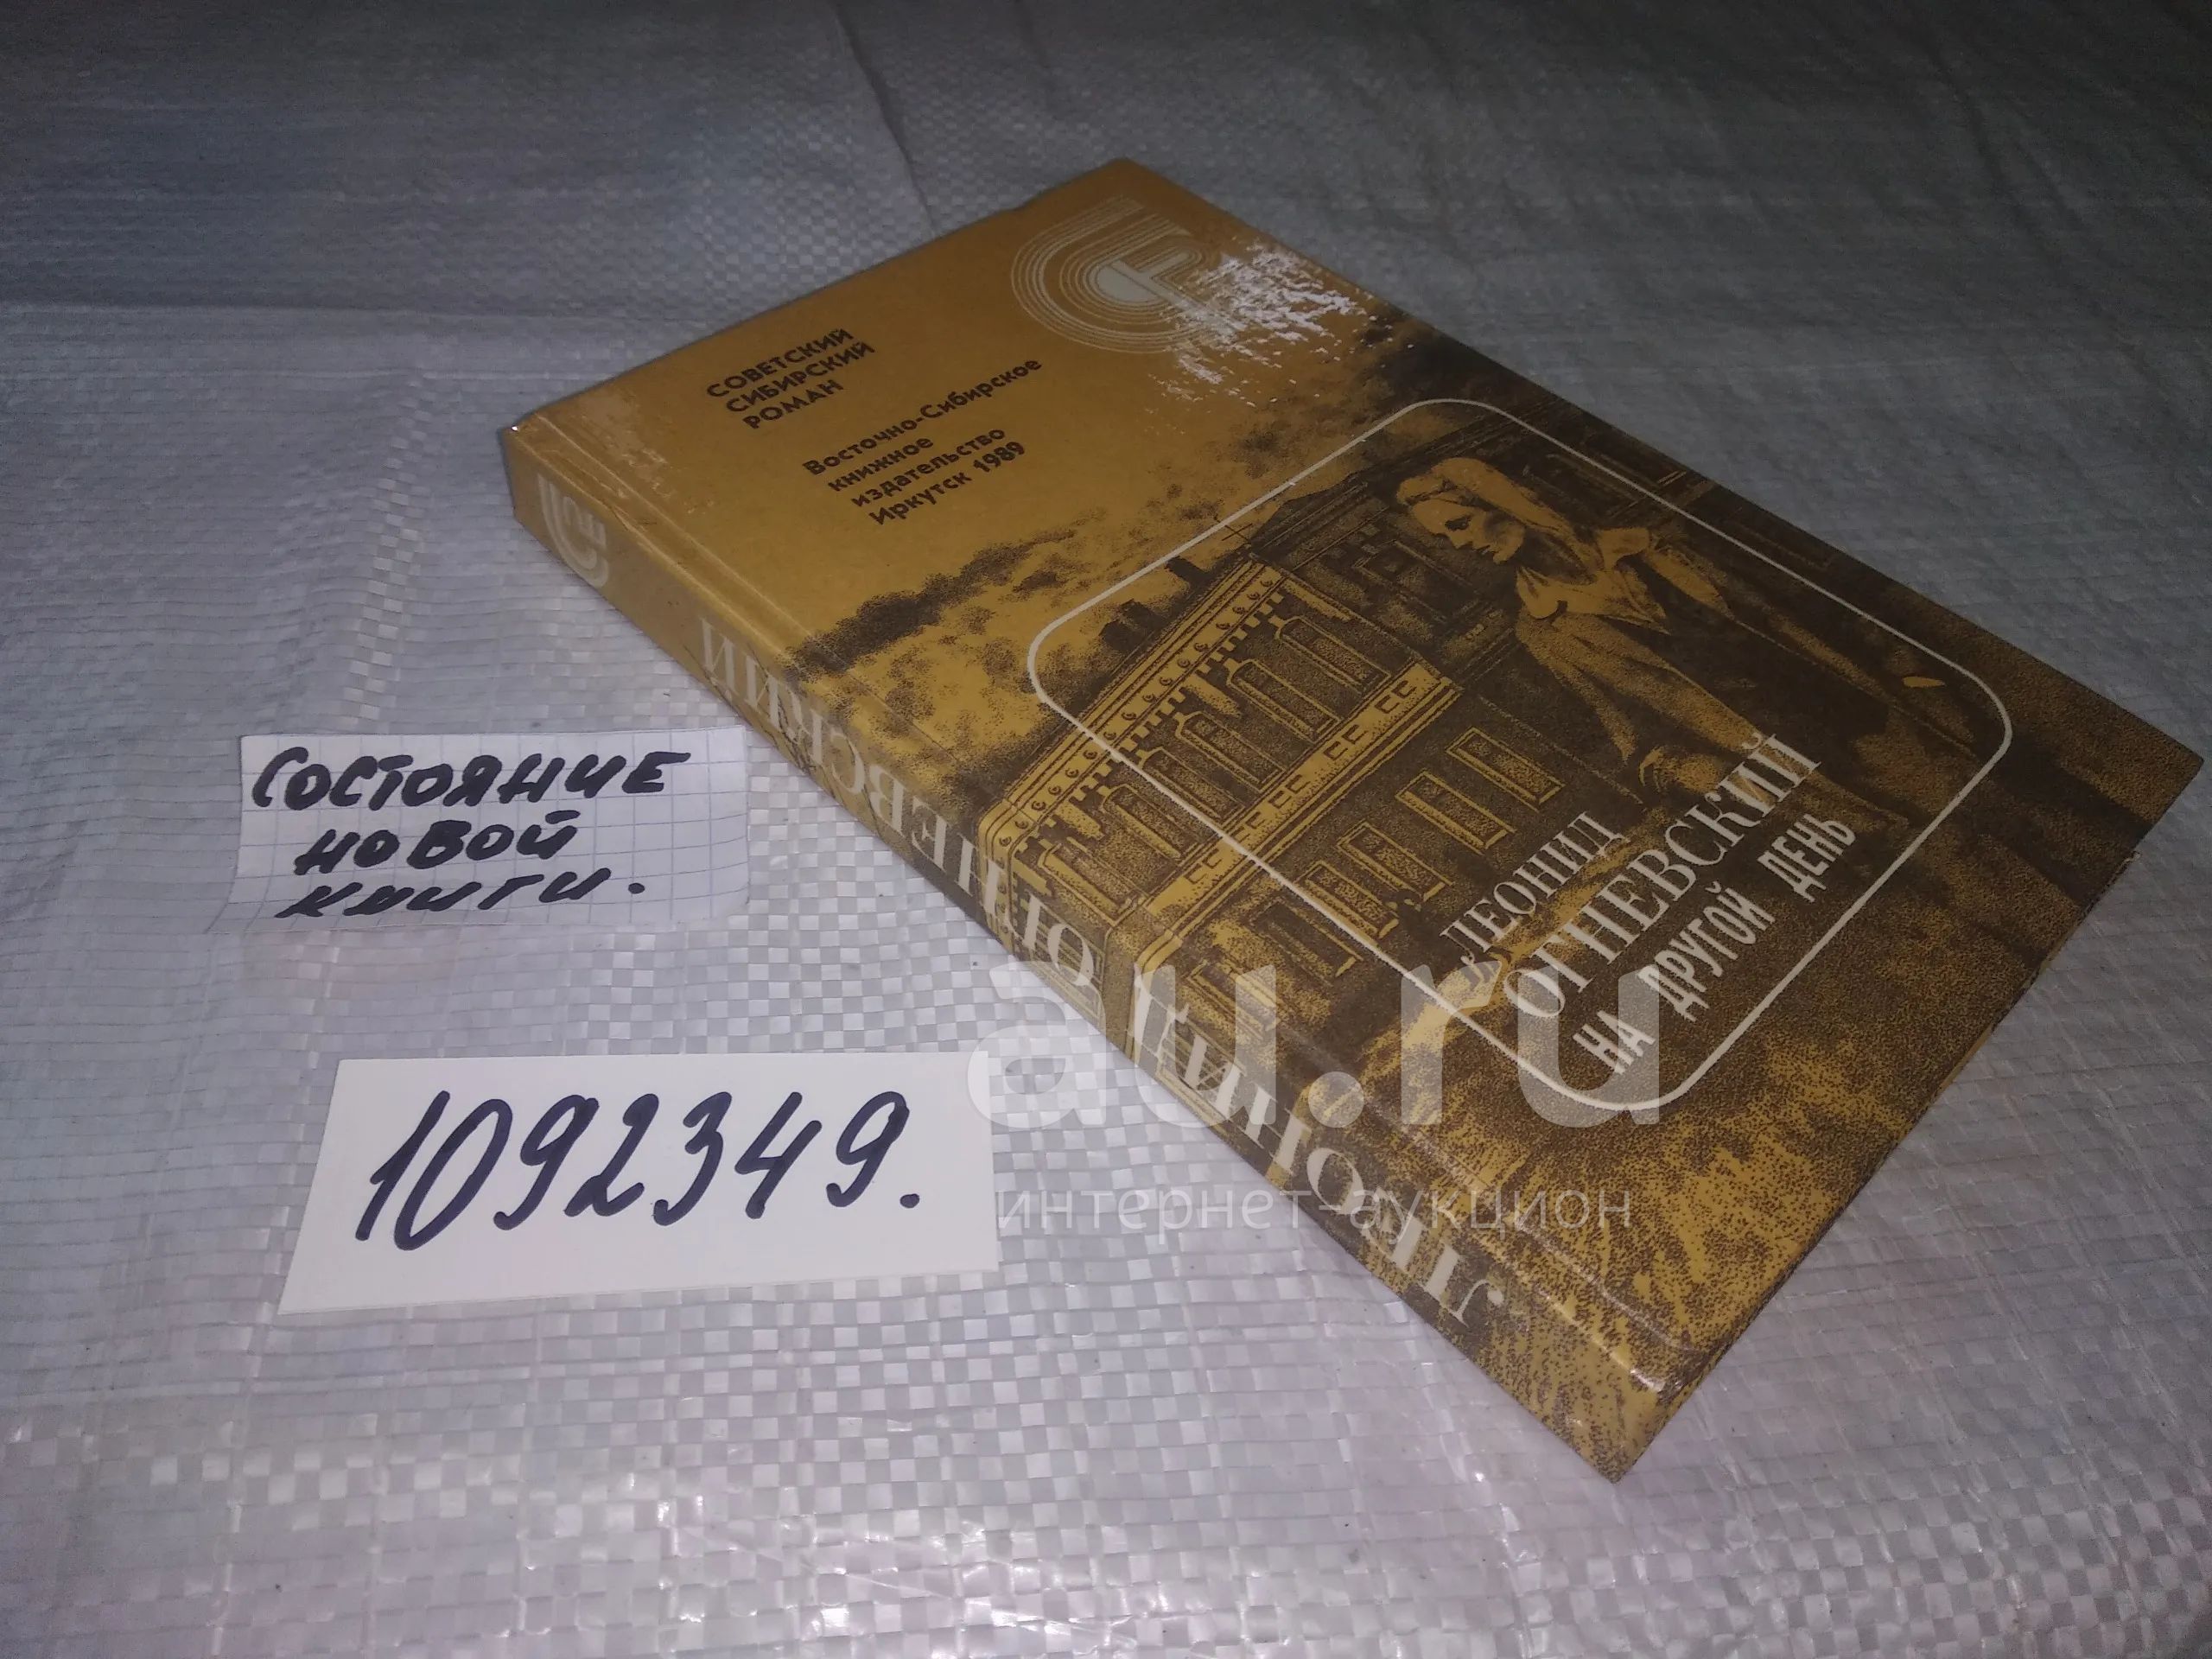 СОВЕТСКИЙ
СИБИРСКИЙ
РОМАН
Восточно-Сибирское
книжное
издательство
Иркутск 1989
ЛЕОНИД
ОГНЕВСКИЙ
НА ДРУГОЙ ДЕНЬ
ЛЕОНИД ОГНЕВСКИЙ
СОСТОЯНИЕ
НОВОЙ
КНИГИ.
1092349.
au.ru
интернет-аукцион